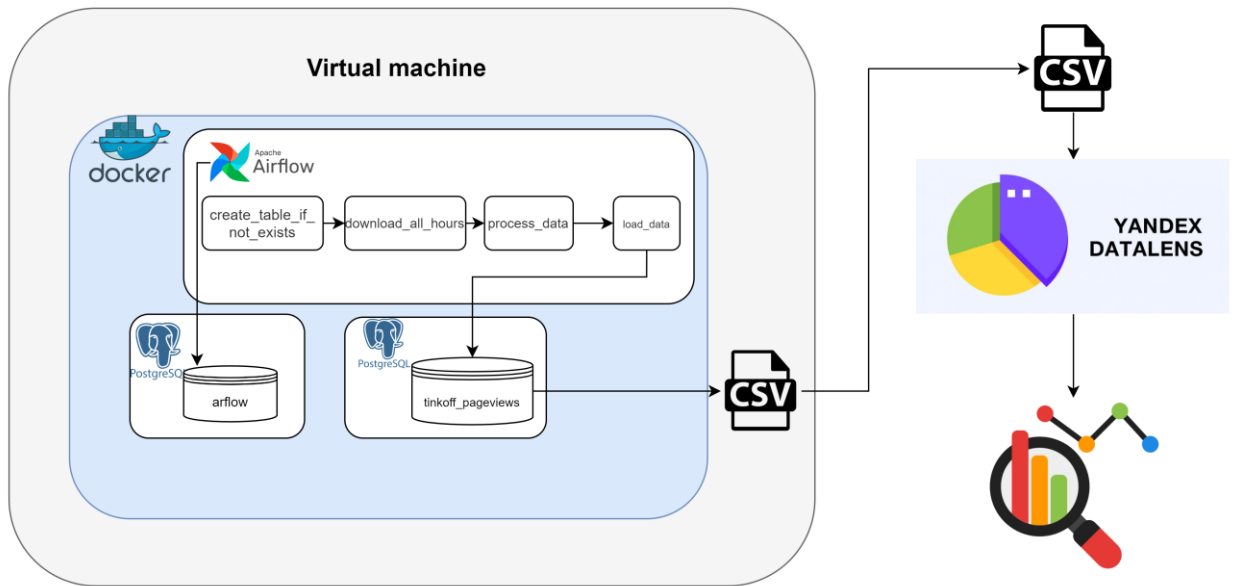 Virtual machine
docker
Apache
Airflow
create_table_if_
not_exists
download_all_hours
process_data
load_data
PostgreSQL
arflow
PostgreSQL
tinkoff_pageviews
CSV
CSV
YANDEX
DATALENS